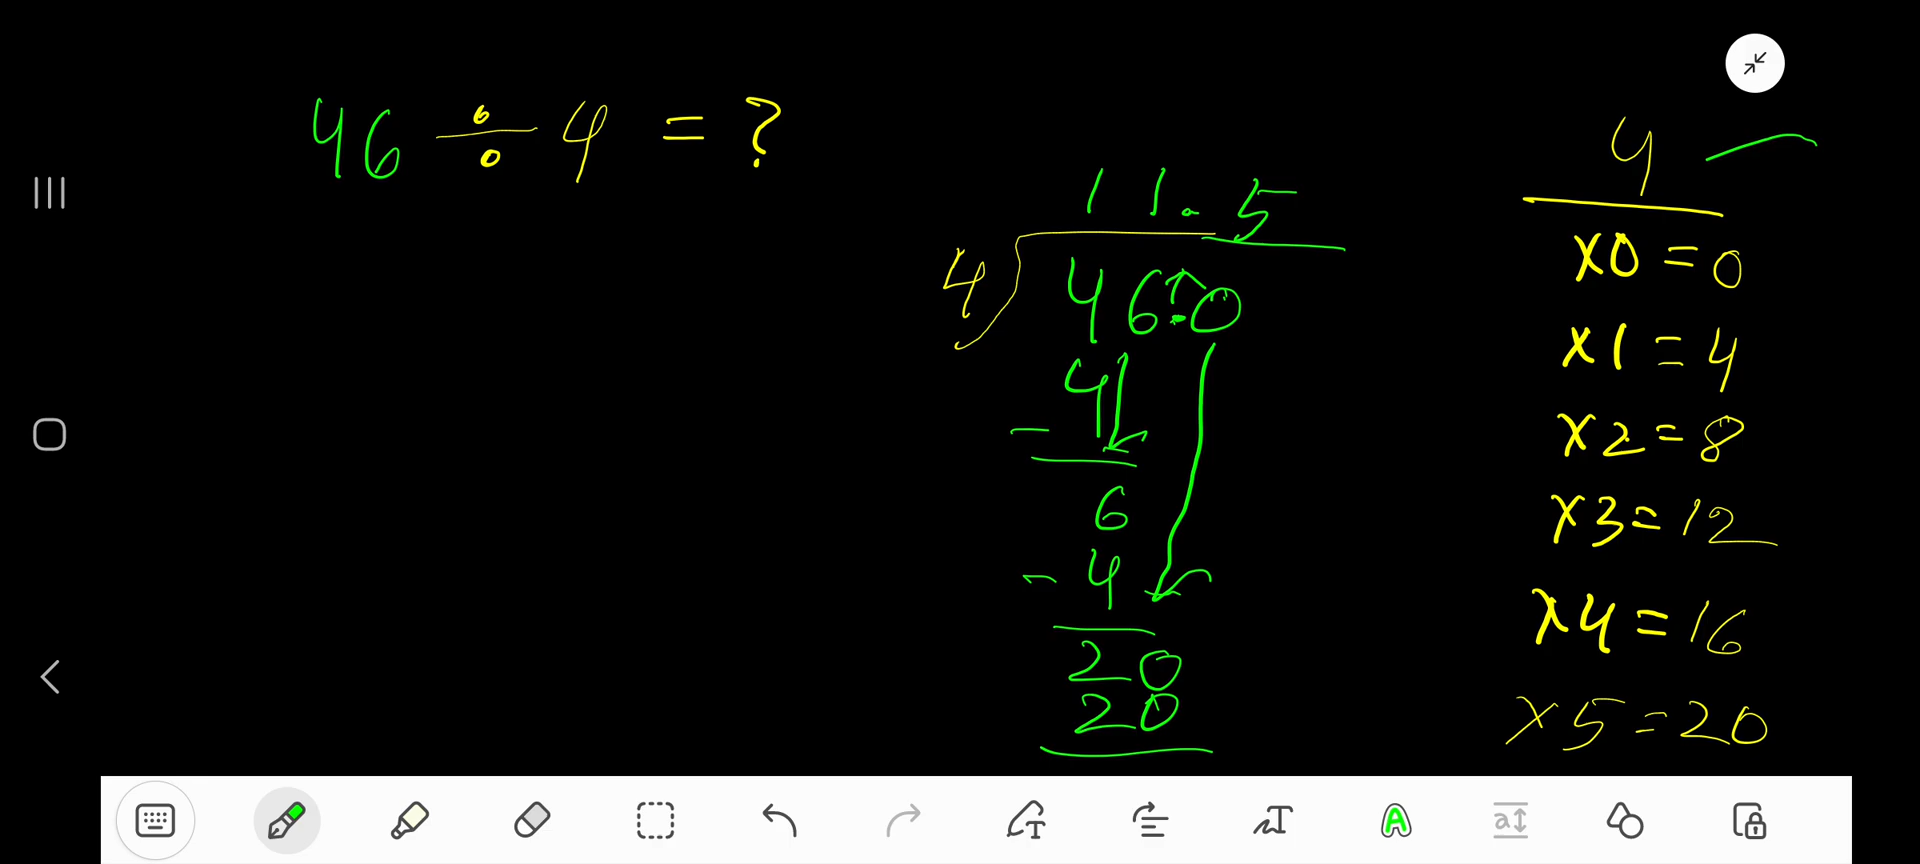 46 ÷ 4 = ?
11.5
4 46.0
4
- 
6
- 4
20
20
4
x0 = 0
x1 = 4
x2 = 8
x3 = 12
x4 = 16
x5 = 20